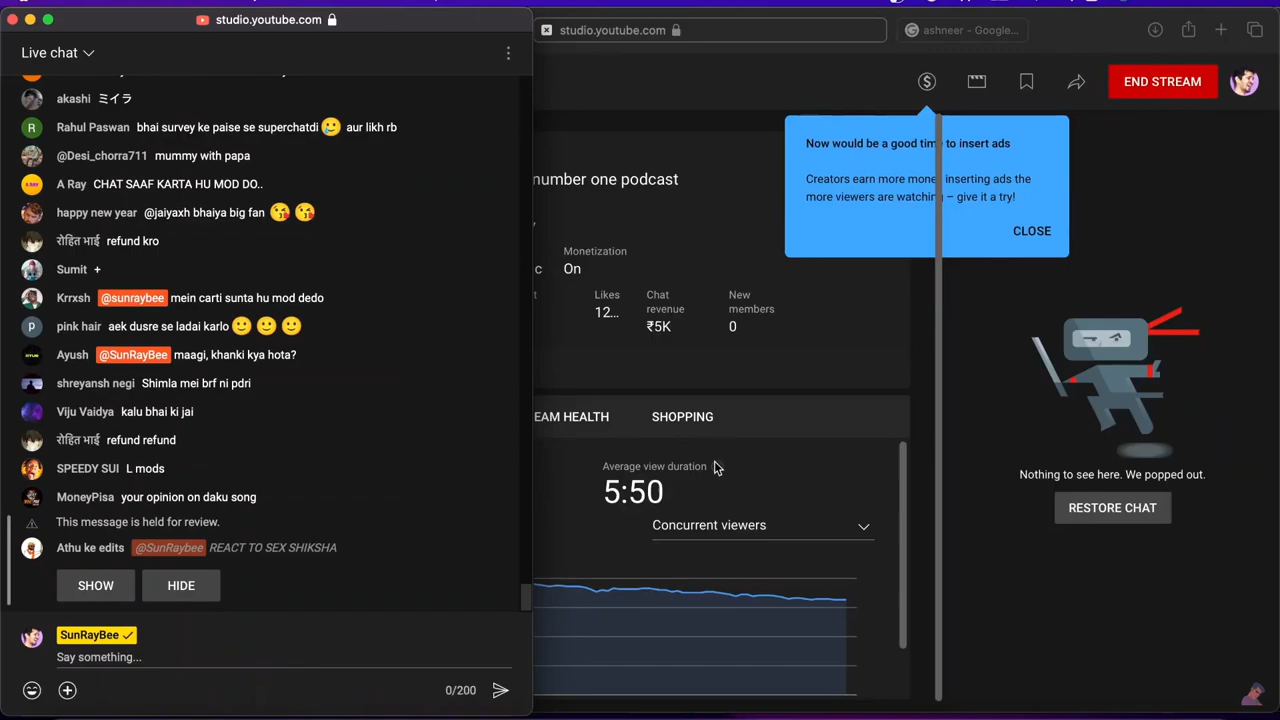 studio.youtube.com
Live chat
akashi ミイラ
Rahul Paswan bhai survey ke paise se superchatdi 🥲 aur likh rb
@Desi_chorra711 mummy with papa
A Ray CHAT SAAF KARTA HU MOD DO..
happy new year @jaiyaxh bhaiya big fan 😘 😘
रोहित भाई refund kro
Sumit +
Krrxsh @sunraybee mein carti sunta hu mod dedo
pink hair aek dusre se ladai karlo 🙂 🙂 🙂
Ayush @SunRayBee maagi, khanki kya hota?
shreyansh negi Shimla mei brf ni pdri
Viju Vaidya kalu bhai ki jai
रोहित भाई refund refund
SPEEDY SUI L mods
MoneyPisa your opinion on daku song
This message is held for review.
Athu ke edits @SunRaybee REACT TO SEX SHIKSHA
SHOW HIDE
SunRayBee
Say something...
0/200
studio.youtube.com
ashneer - Google...
END STREAM
Now would be a good time to insert ads
Creators earn more money inserting ads the
more viewers are watching – give it a try!
CLOSE
number one podcast
Monetization
On
Likes
12...
Chat
revenue
₹5K
New
members
0
EAM HEALTH SHOPPING
Average view duration
5:50
Concurrent viewers
Nothing to see here. We popped out.
RESTORE CHAT